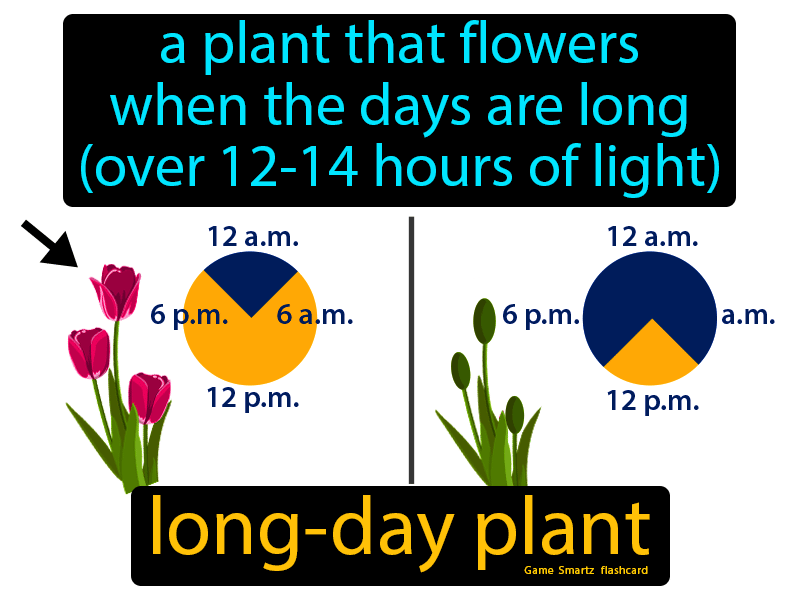 a plant that flowers
when the days are long
(over 12-14 hours of light)
12 a.m.
6 p.m.
6 a.m.
12 p.m.
12 a.m.
6 p.m.
a.m.
12 p.m.
long-day plant
Game Smartz flashcard